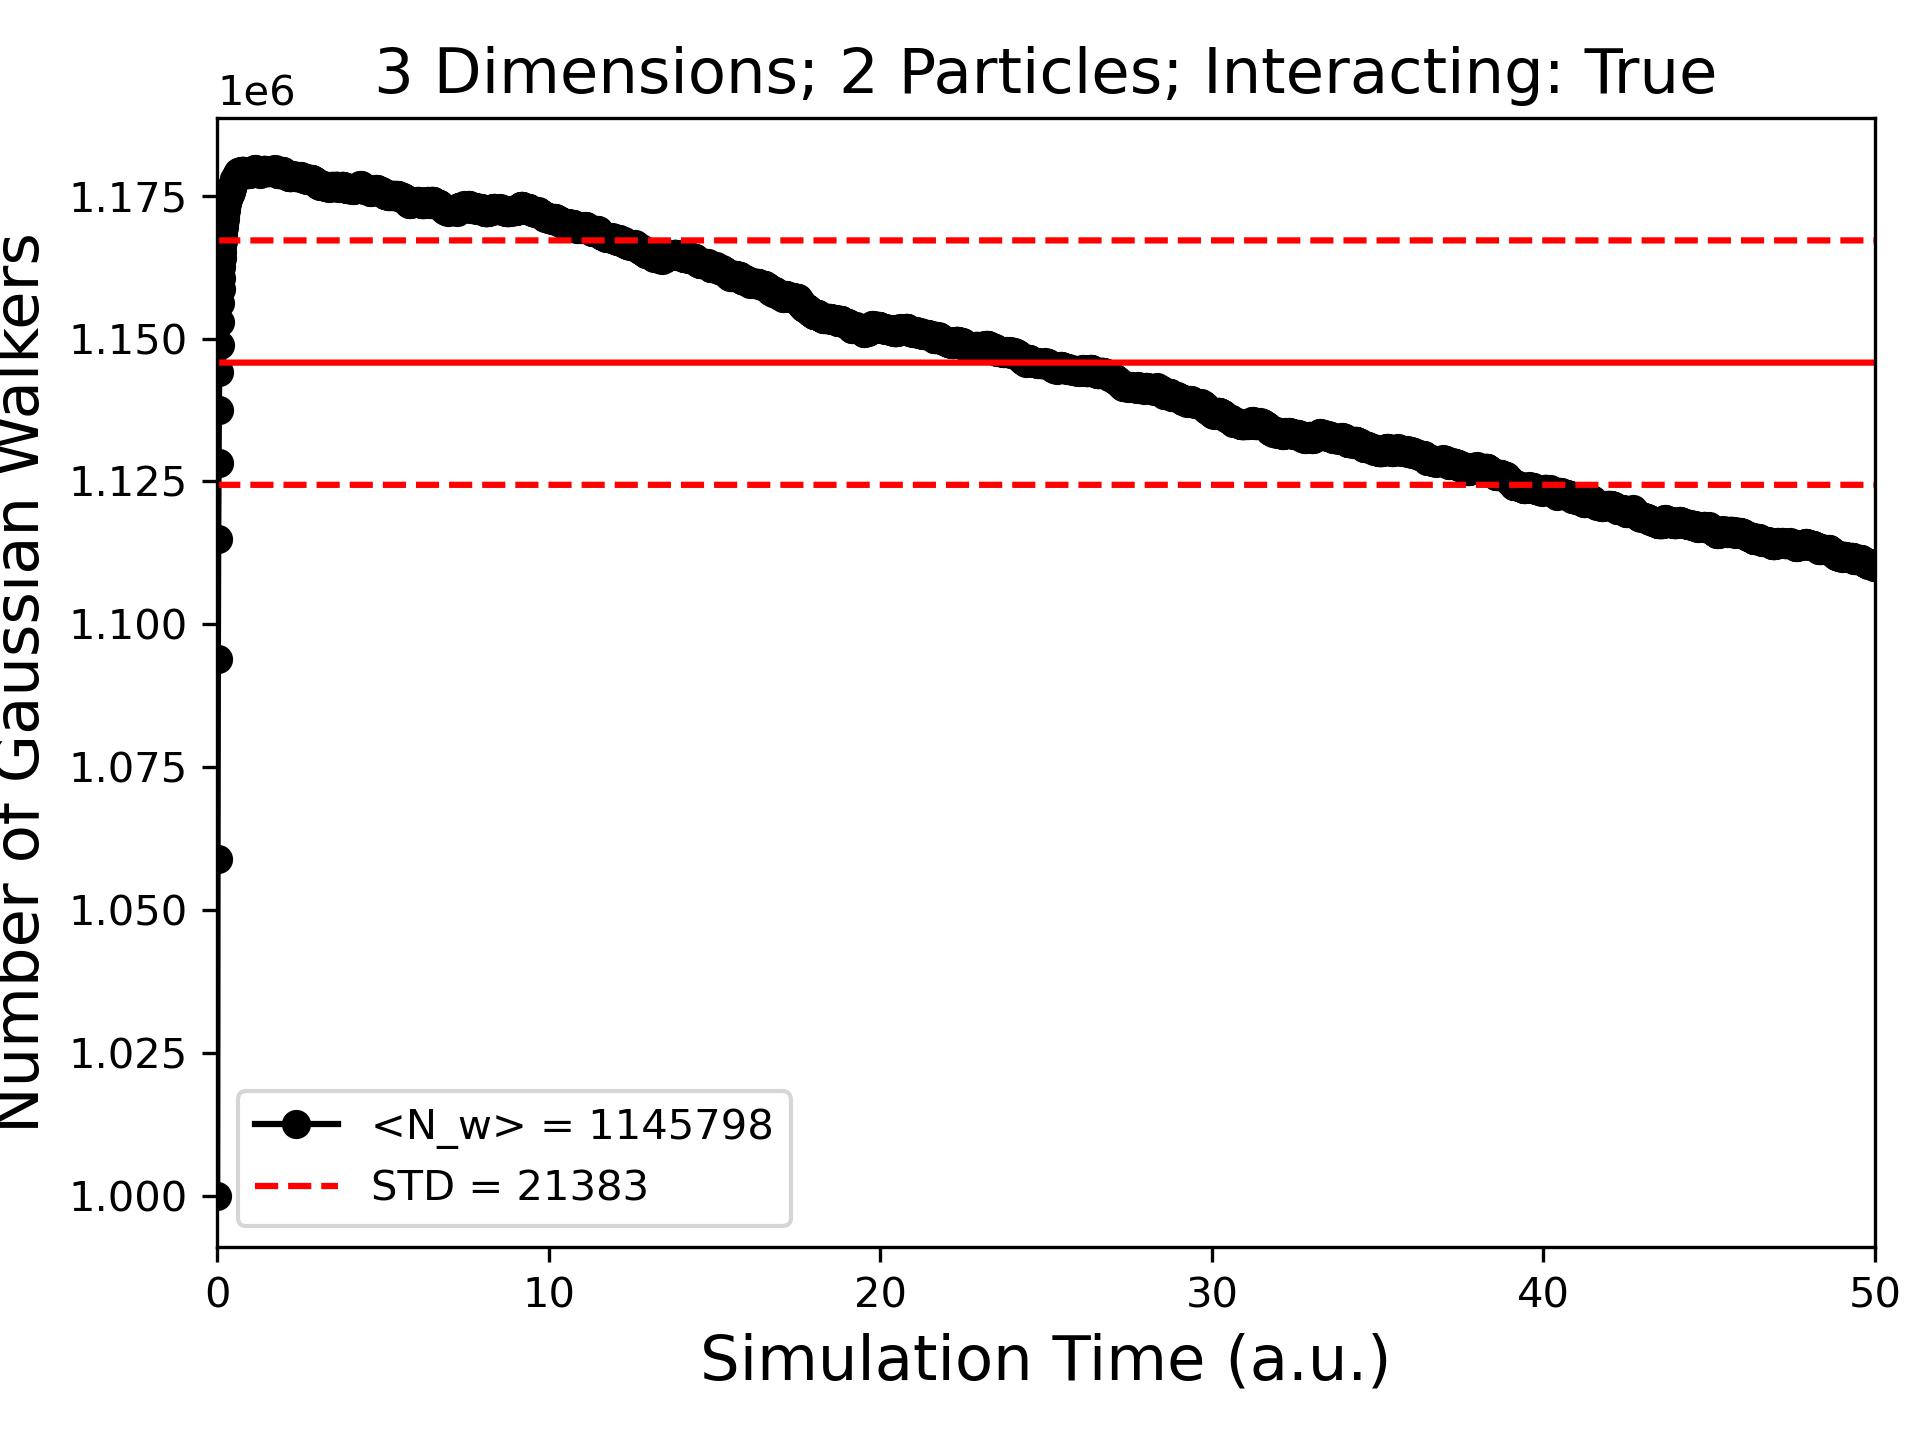 3 Dimensions; 2 Particles; Interacting: True
1e6
Number of Gaussian Walkers
1.175
1.150
1.125
1.100
1.075
1.050
1.025
1.000
<N_w> = 1145798
STD = 21383
0 10 20 30 40 50
Simulation Time (a.u.)